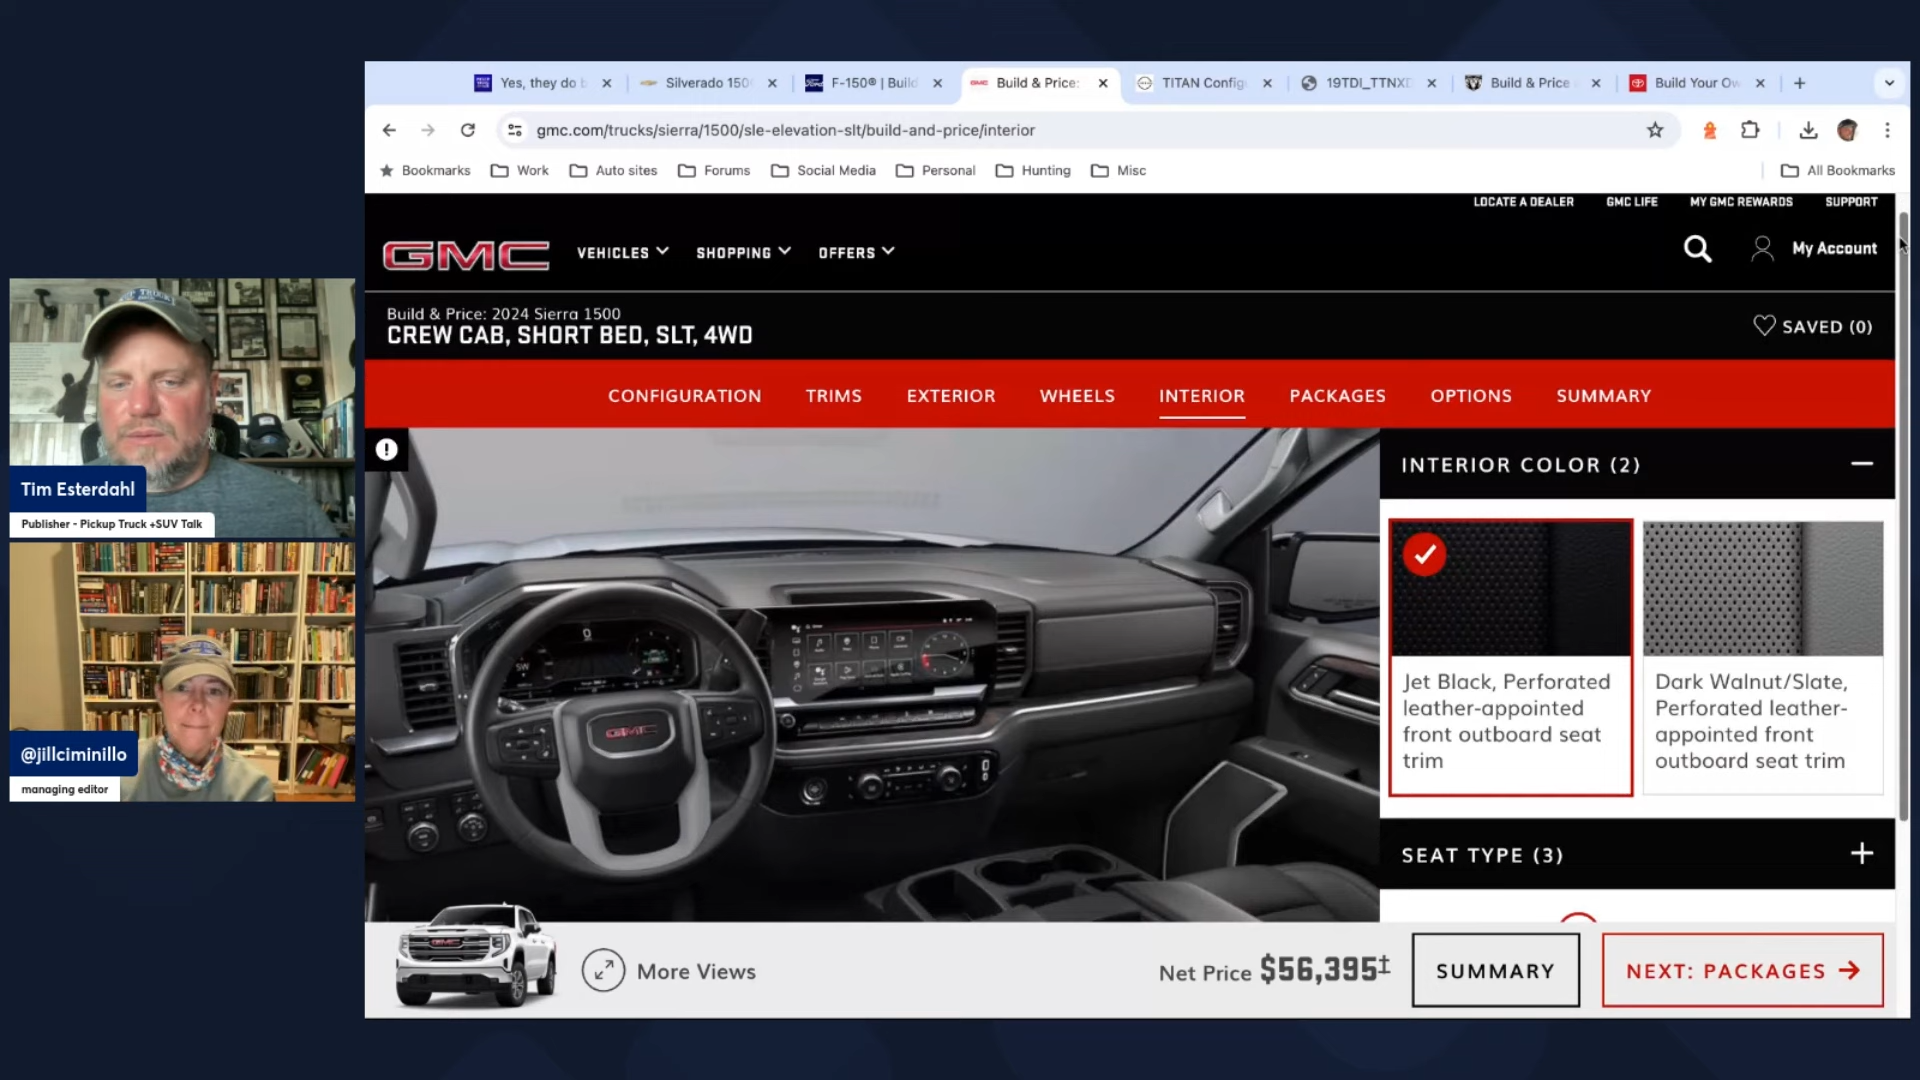 Yes, they do b
Silverado 150
F-150® | Build
Build & Price:
TITAN Config
19TDI_TTNXD
Build & Price
Build Your Ow
gmc.com/trucks/sierra/1500/sle-elevation-slt/build-and-price/interior
Bookmarks
Work
Auto sites
Forums
Social Media
Personal
Hunting
Misc
All Bookmarks
LOCATE A DEALER
GMC LIFE
MY GMC REWARDS
SUPPORT
GMC
VEHICLES
SHOPPING
OFFERS
My Account
Build & Price: 2024 Sierra 1500
CREW CAB, SHORT BED, SLT, 4WD
SAVED (0)
CONFIGURATION
TRIMS
EXTERIOR
WHEELS
INTERIOR
PACKAGES
OPTIONS
SUMMARY
INTERIOR COLOR (2)
Jet Black, Perforated
leather-appointed
front outboard seat
trim
Dark Walnut/Slate,
Perforated leather-
appointed front
outboard seat trim
SEAT TYPE (3)
GMC
SW
0
More Views
Net Price $56,395‡
SUMMARY
NEXT: PACKAGES →
Tim Esterdahl
Publisher - Pickup Truck +SUV Talk
@jillciminillo
managing editor